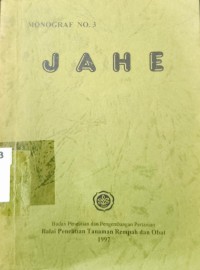 MONOGRAF NO. 3
JAHE
Badan Penelitian dan Pengembangan Pertanian
Balai Penelitian Tanaman Rempah dan Obat
1997